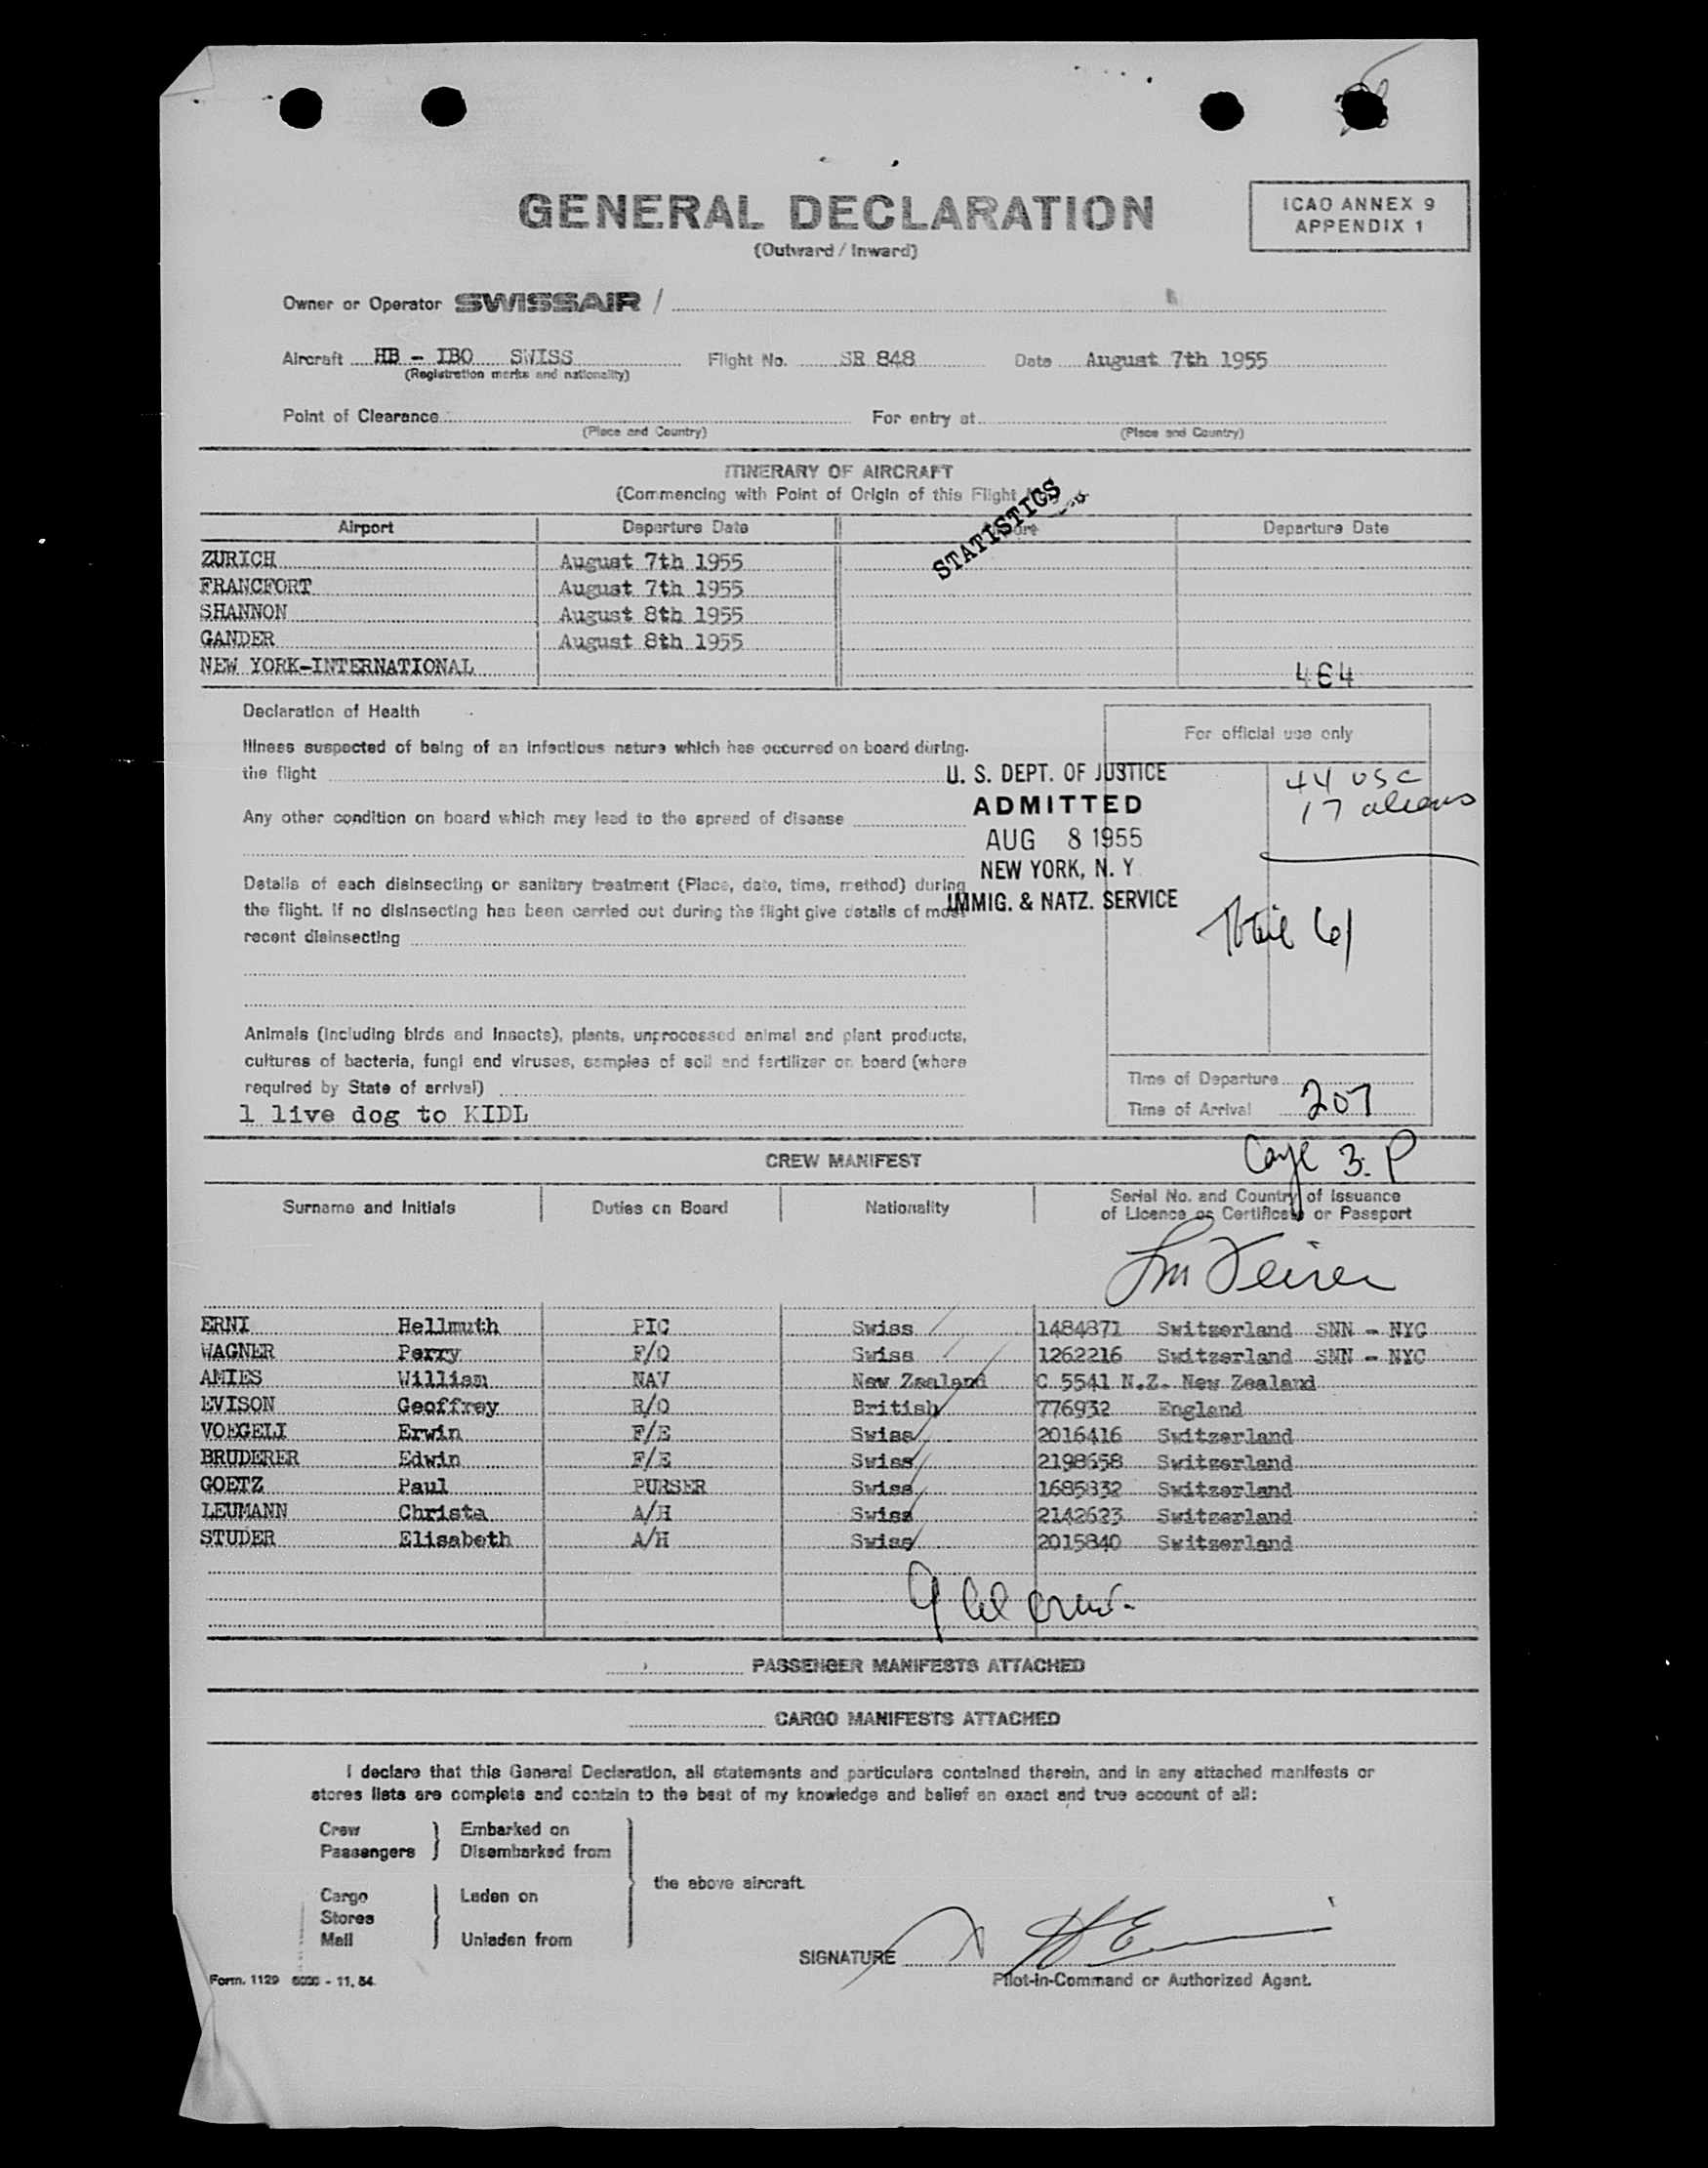 GENERAL DECLARATION
(Outward / Inward)
ICAO ANNEX 9
APPENDIX 1
Owner or Operator SWISSAIR /
Aircraft HB - IBO SWISS Flight No. SR 848 Date August 7th 1955
(Registration marks and nationality)
Point of Clearance For entry at
(Place and Country) (Place and Country)
ITINERARY OF AIRCRAFT
(Commencing with Point of Origin of this Flight
STATISTICS
Airport Departure Date Departure Date
ZURICH August 7th 1955
FRANCFORT August 7th 1955
SHANNON August 8th 1955
GANDER August 8th 1955
NEW YORK-INTERNATIONAL
Declaration of Health
Illness suspected of being of an infectious nature which has occurred on board during
the flight
Any other condition on board which may lead to the spread of disease
Details of each disinsecting or sanitary treatment (Place, date, time, method) during
the flight. If no disinsecting has been carried out during the flight give details of most
recent disinsecting
Animals (including birds and insects), plants, unprocessed animal and plant products,
cultures of bacteria, fungi and viruses, samples of soil and fertilizer on board (where
required by State of arrival)
1 live dog to KIDL
U. S. DEPT. OF JUSTICE
ADMITTED
AUG 8 1955
NEW YORK, N. Y
IMMIG. & NATZ. SERVICE
For official use only
44 USC
17 aliens
61
Time of Departure
Time of Arrival 207
CREW MANIFEST
3. P
Surname and Initials Duties on Board Nationality Serial No. and Country of Issuance
of Licence or Certificate or Passport
ERNI Hellmuth PIC Swiss 1484871 Switzerland SNN - NYC
WAGNER Perry F/O Swiss 1262216 Switzerland SNN - NYC
AMIES William NAV New Zealand C 5541 N.Z. New Zealand
EVISON Geoffrey R/O British 776932 England
VOEGELI Erwin F/E Swiss 2016416 Switzerland
BRUDERER Edwin F/E Swiss 2198658 Switzerland
GOETZ Paul PURSER Swiss 1685832 Switzerland
LEUMANN Christa A/H Swiss 2142623 Switzerland
STUDER Elisabeth A/H Swiss 2015840 Switzerland
9
PASSENGER MANIFESTS ATTACHED
CARGO MANIFESTS ATTACHED
I declare that this General Declaration, all statements and particulars contained therein, and in any attached manifests or
stores lists are complete and contain to the best of my knowledge and belief an exact and true account of all:
Crew Embarked on
Passengers Disembarked from
the above aircraft.
Cargo Laden on
Stores
Mail Unladen from
SIGNATURE
Pilot-in-Command or Authorized Agent.
Form. 1129 6000 - 11. 54